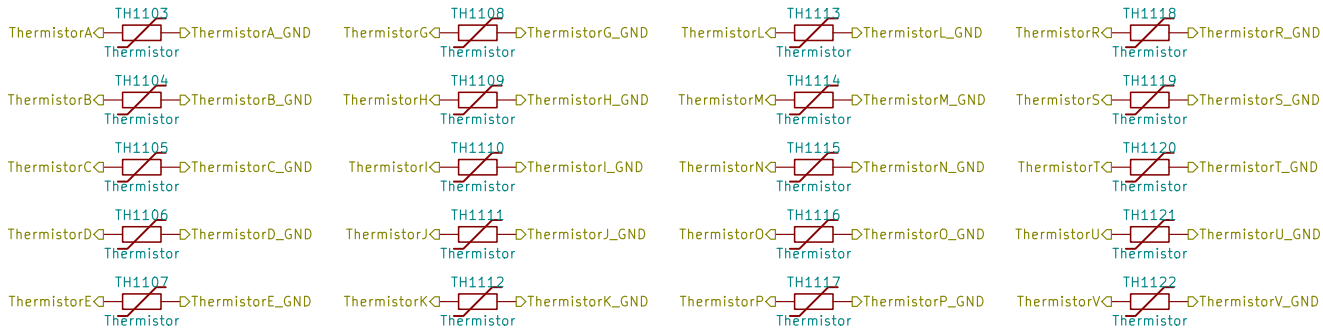 TH1103 TH1108 TH1113 TH1118
ThermistorA ThermistorA_GND ThermistorG ThermistorG_GND ThermistorL ThermistorL_GND ThermistorR ThermistorR_GND
Thermistor Thermistor Thermistor Thermistor
TH1104 TH1109 TH1114 TH1119
ThermistorB ThermistorB_GND ThermistorH ThermistorH_GND ThermistorM ThermistorM_GND ThermistorS ThermistorS_GND
Thermistor Thermistor Thermistor Thermistor
TH1105 TH1110 TH1115 TH1120
ThermistorC ThermistorC_GND ThermistorI ThermistorI_GND ThermistorN ThermistorN_GND ThermistorT ThermistorT_GND
Thermistor Thermistor Thermistor Thermistor
TH1106 TH1111 TH1116 TH1121
ThermistorD ThermistorD_GND ThermistorJ ThermistorJ_GND ThermistorO ThermistorO_GND ThermistorU ThermistorU_GND
Thermistor Thermistor Thermistor Thermistor
TH1107 TH1112 TH1117 TH1122
ThermistorE ThermistorE_GND ThermistorK ThermistorK_GND ThermistorP ThermistorP_GND ThermistorV ThermistorV_GND
Thermistor Thermistor Thermistor Thermistor